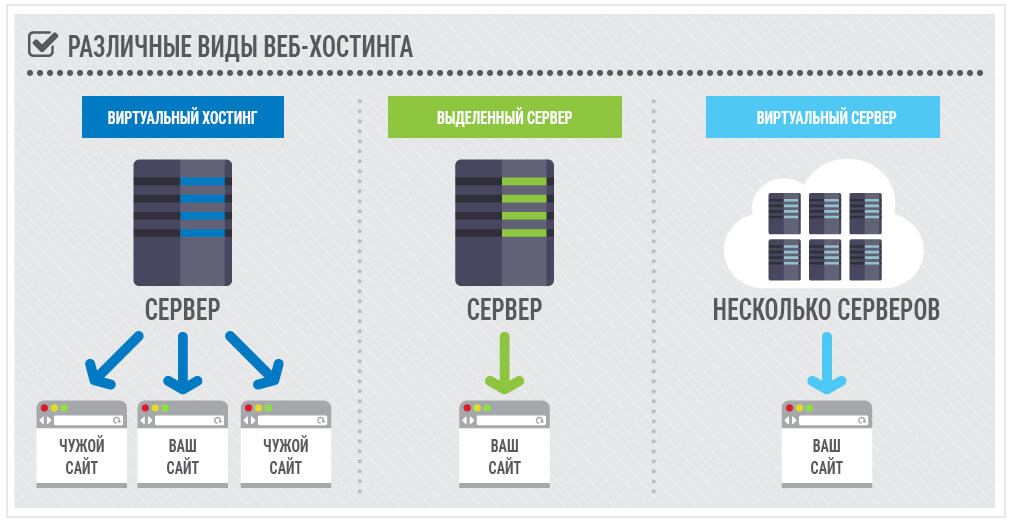 РАЗЛИЧНЫЕ ВИДЫ ВЕБ-ХОСТИНГА
ВИРТУАЛЬНЫЙ ХОСТИНГ
СЕРВЕР
ЧУЖОЙ
САЙТ
ВАШ
САЙТ
ЧУЖОЙ
САЙТ
ВЫДЕЛЕННЫЙ СЕРВЕР
СЕРВЕР
ВАШ
САЙТ
ВИРТУАЛЬНЫЙ СЕРВЕР
НЕСКОЛЬКО СЕРВЕРОВ
ВАШ
САЙТ